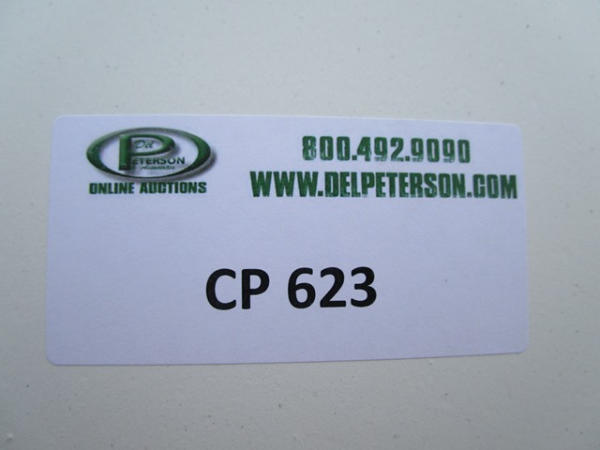 Del
PETERSON
ONLINE AUCTIONS
800.492.9090
WWW.DELPETERSON.COM
CP 623